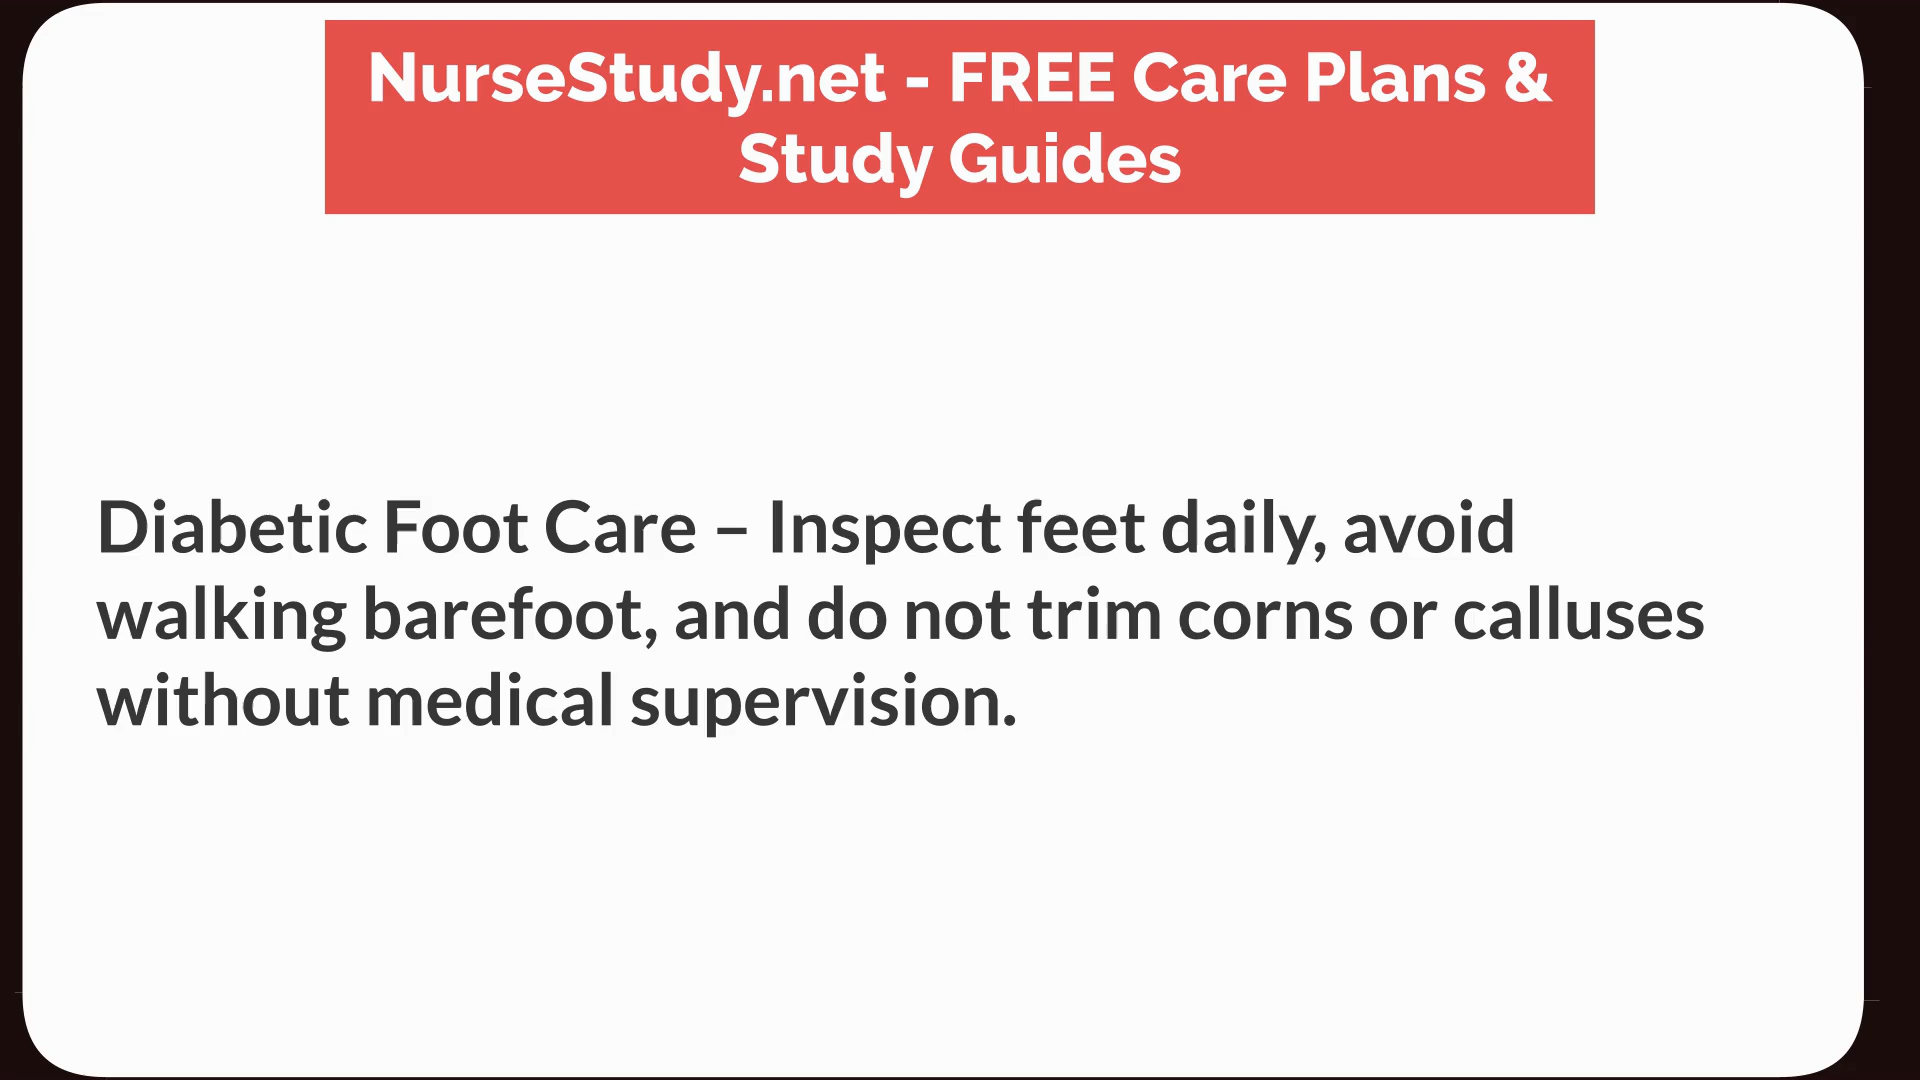 NurseStudy.net - FREE Care Plans &
Study Guides
Diabetic Foot Care – Inspect feet daily, avoid
walking barefoot, and do not trim corns or calluses
without medical supervision.